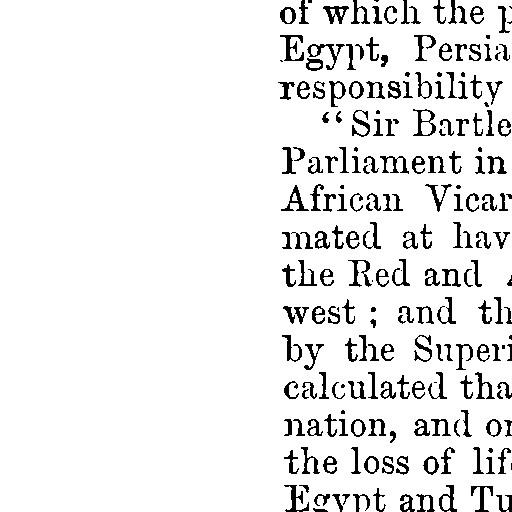 of which the
Egypt, Persia
responsibility
“ Sir Bartle
Parliament in
African Vicar
mated at hav
the Red and
west ; and th
by the Superi
calculated tha
nation, and or
the loss of lif
Egypt and Tu